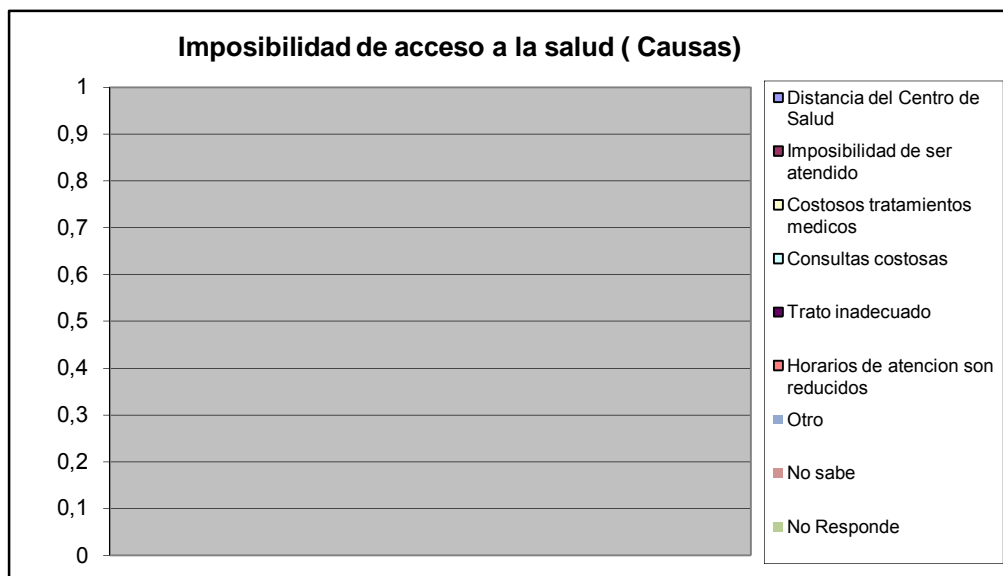 Imposibilidad de acceso a la salud ( Causas)
1
0,9
0,8
0,7
0,6
0,5
0,4
0,3
0,2
0,1
0
Distancia del Centro de
Salud
Imposibilidad de ser
atendido
Costosos tratamientos
medicos
Consultas costosas
Trato inadecuado
Horarios de atencion son
reducidos
Otro
No sabe
No Responde